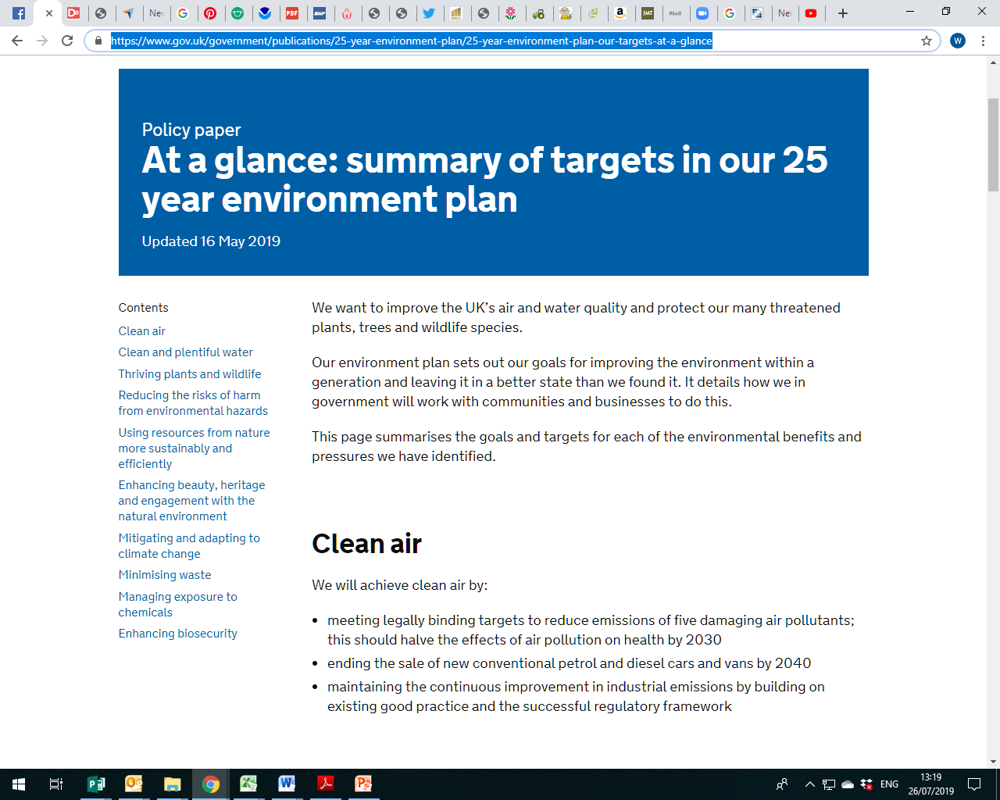 New
New
PDF
JMT
#iwill
https://www.gov.uk/government/publications/25-year-environment-plan/25-year-environment-plan-our-targets-at-a-glance
W
Policy paper
At a glance: summary of targets in our 25
year environment plan
Updated 16 May 2019
Contents
Clean air
Clean and plentiful water
Thriving plants and wildlife
Reducing the risks of harm
from environmental hazards
Using resources from nature
more sustainably and
efficiently
Enhancing beauty, heritage
and engagement with the
natural environment
Mitigating and adapting to
climate change
Minimising waste
Managing exposure to
chemicals
Enhancing biosecurity
We want to improve the UK’s air and water quality and protect our many threatened
plants, trees and wildlife species.
Our environment plan sets out our goals for improving the environment within a
generation and leaving it in a better state than we found it. It details how we in
government will work with communities and businesses to do this.
This page summarises the goals and targets for each of the environmental benefits and
pressures we have identified.
Clean air
We will achieve clean air by:
meeting legally binding targets to reduce emissions of five damaging air pollutants;
this should halve the effects of air pollution on health by 2030
ending the sale of new conventional petrol and diesel cars and vans by 2040
maintaining the continuous improvement in industrial emissions by building on
existing good practice and the successful regulatory framework
ENG
13:19
26/07/2019